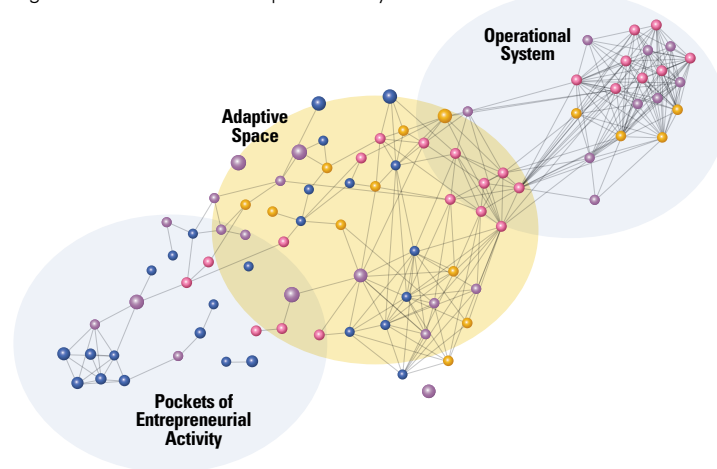 Operational
System
Adaptive
Space
Pockets of
Entrepreneurial
Activity